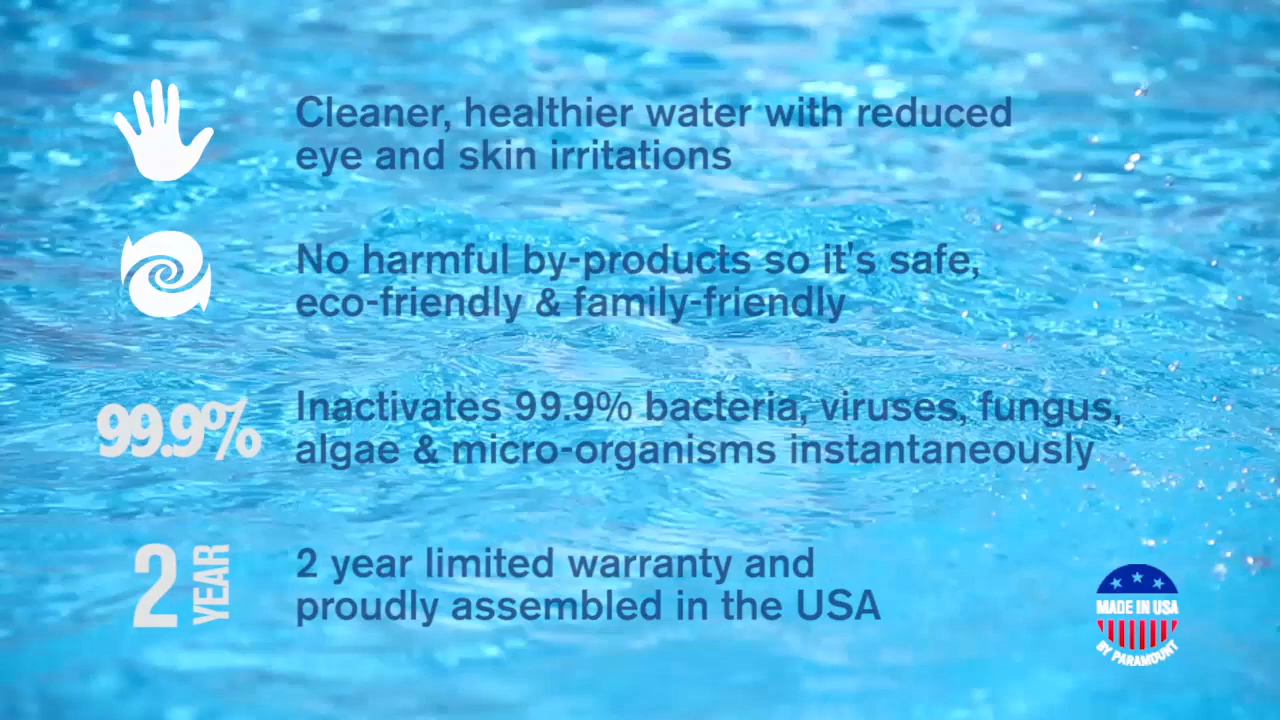 Cleaner, healthier water with reduced
eye and skin irritations
No harmful by-products so it's safe,
eco-friendly & family-friendly
99.9%
Inactivates 99.9% bacteria, viruses, fungus,
algae & micro-organisms instantaneously
2 YEAR
2 year limited warranty and
proudly assembled in the USA
MADE IN USA
BY PARAMOUNT